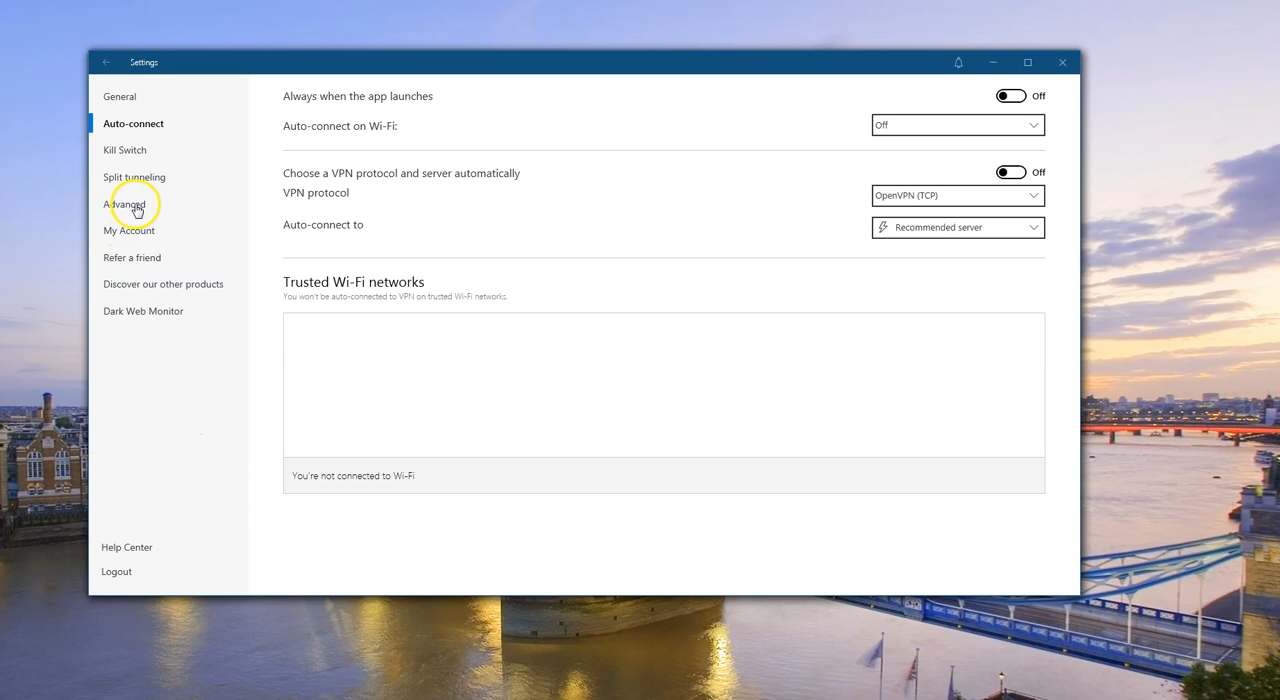 Settings
General
Auto-connect
Kill Switch
Split tunneling
Advanced
My Account
Refer a friend
Discover our other products
Dark Web Monitor
Help Center
Logout
Always when the app launches
Off
Auto-connect on Wi-Fi:
Off
Choose a VPN protocol and server automatically
Off
VPN protocol
OpenVPN (TCP)
Auto-connect to
Recommended server
Trusted Wi-Fi networks
You won't be auto-connected to VPN on trusted Wi-Fi networks.
You're not connected to Wi-Fi